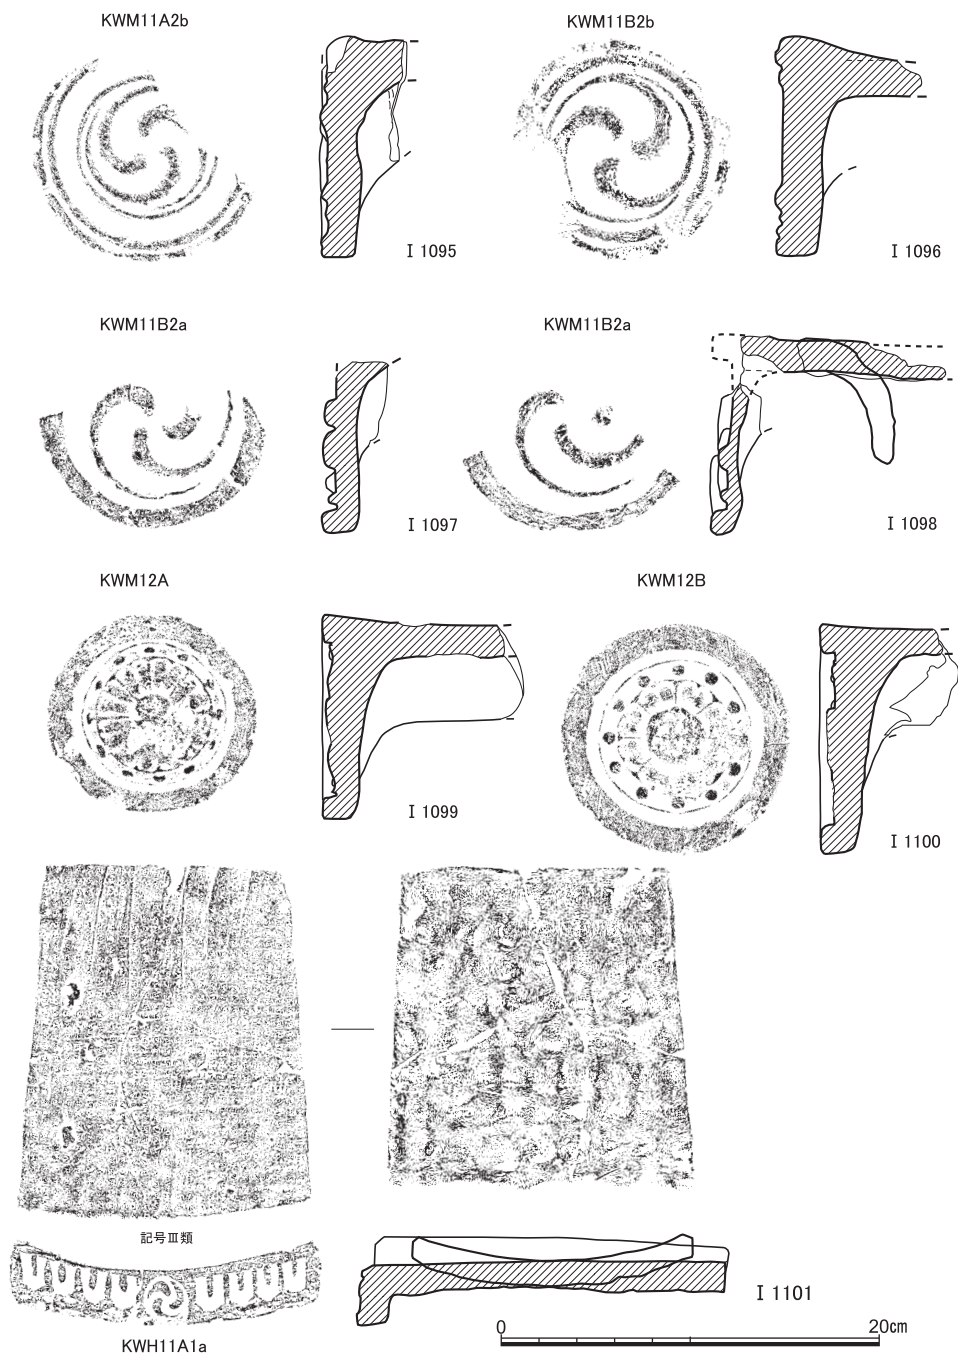 KWM11A2b
KWM11B2b
I 1095
I 1096
KWM11B2a
KWM11B2a
I 1097
I 1098
KWM12A
KWM12B
I 1099
I 1100
記号Ⅲ類
I 1101
KWH11A1a
0 20cm